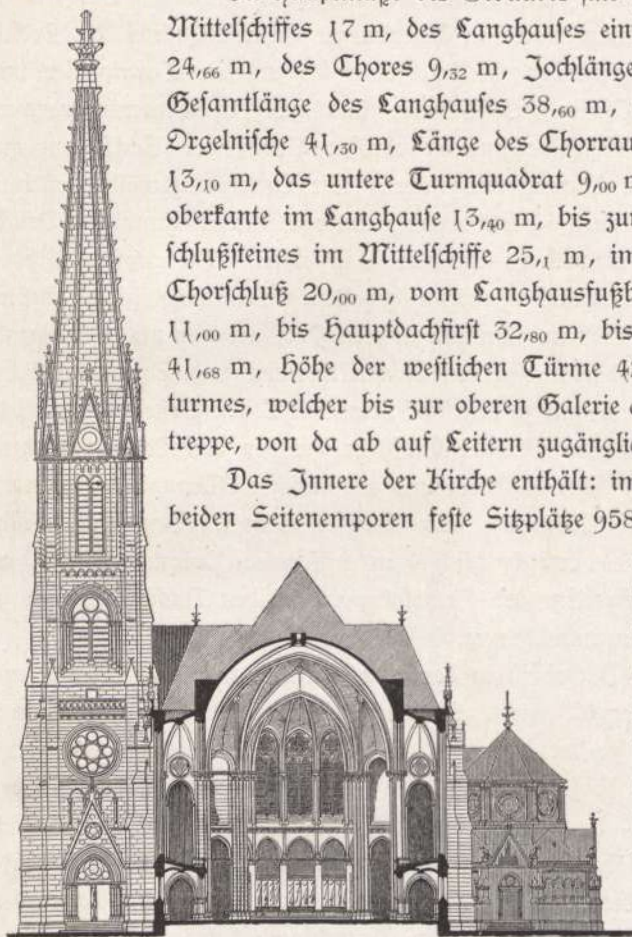 Mittelſchiffes 17 m, des Langhauſes ein
24,66 m, des Chores 9,32 m, Jochlänge
Geſamtlänge des Langhauſes 38,60 m,
Orgelniſche 41,30 m, Länge des Chorrau
13,10 m, das untere Turmquadrat 9,00 m
oberkante im Langhauſe 13,40 m, bis zur
ſchlußſteines im Mittelſchiffe 25,1 m, im
Chorſchluß 20,00 m, vom Langhausfußb
11,00 m, bis Hauptdachfirſt 32,80 m, bis
41,68 m, Höhe der weſtlichen Türme 4
turmes, welcher bis zur oberen Galerie
treppe, von da ab auf Leitern zugänglic
Das Innere der Kirche enthält: im
beiden Seitenemporen feſte Sitzplätze 958